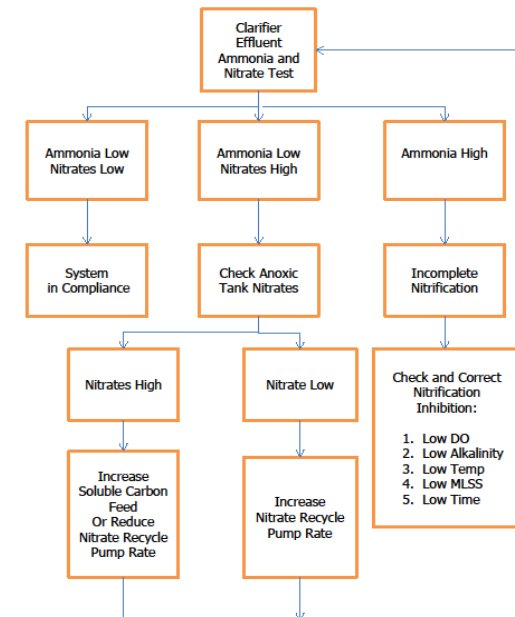 Clarifier
Effluent
Ammonia and
Nitrate Test
Ammonia Low
Nitrates Low
Ammonia Low
Nitrates High
Ammonia High
System
in Compliance
Check Anoxic
Tank Nitrates
Incomplete
Nitrification
Nitrates High
Nitrate Low
Check and Correct
Nitrification
Inhibition:
1. Low DO
2. Low Alkalinity
3. Low Temp
4. Low MLSS
5. Low Time
Increase
Soluble Carbon
Feed
Or Reduce
Nitrate Recycle
Pump Rate
Increase
Nitrate Recycle
Pump Rate